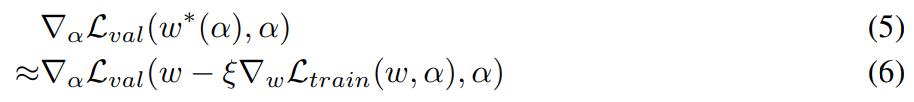 ∇_α ℒ_val(w*(α), α) (5)
≈∇_α ℒ_val(w − ξ∇_w ℒ_train(w, α), α) (6)